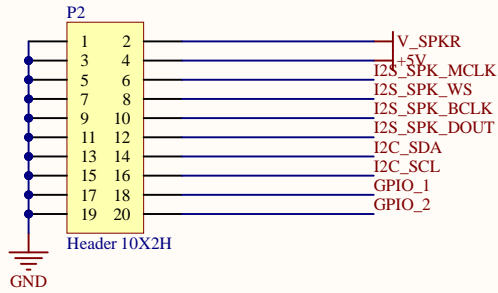 P2
1 2 V_SPKR
3 4 +5V
5 6 I2S_SPK_MCLK
7 8 I2S_SPK_WS
9 10 I2S_SPK_BCLK
11 12 I2S_SPK_DOUT
13 14 I2C_SDA
15 16 I2C_SCL
17 18 GPIO_1
19 20 GPIO_2
Header 10X2H
GND